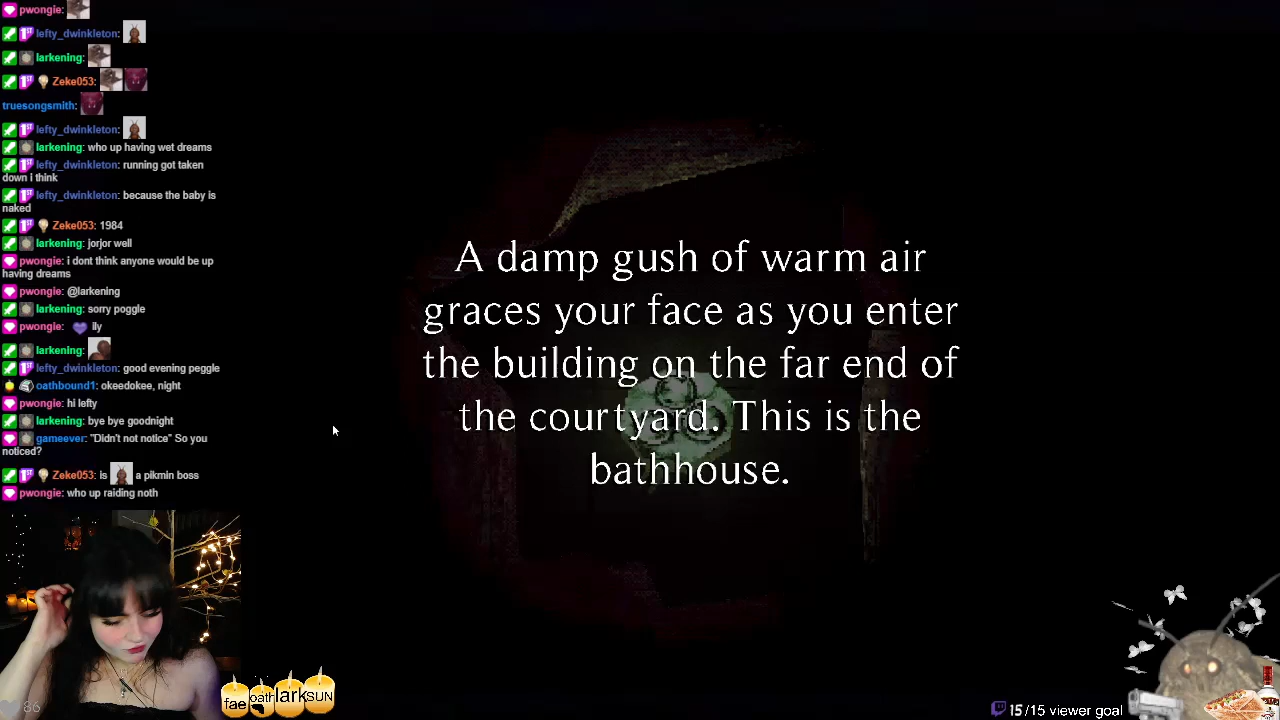 pwongie:
lefty_dwinkleton:
larkening:
Zeke053:
truesongsmith:
lefty_dwinkleton:
larkening: who up having wet dreams
lefty_dwinkleton: running got taken
down i think
lefty_dwinkleton: because the baby is
naked
Zeke053: 1984
larkening: jorjor well
pwongie: i dont think anyone would be up
having dreams
pwongie: @larkening
larkening: sorry poggle
pwongie: ily
larkening:
lefty_dwinkleton: good evening peggle
oathbound1: okeedokee, night
pwongie: hi lefty
larkening: bye bye goodnight
gameever: "Didn't not notice" So you
noticed?
Zeke053: is a pikmin boss
pwongie: who up raiding noth
A damp gush of warm air
graces your face as you enter
the building on the far end of
the courtyard. This is the
bathhouse.
86
fae oath lark SUN
15/15 viewer goal